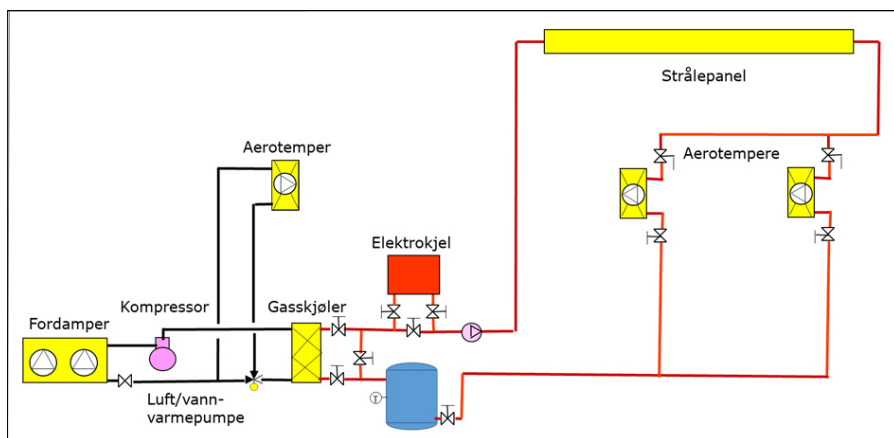 Strålepanel
Aerotemper
Aerotempere
Elektrokjel
Kompressor
Gasskjøler
Fordamper
Luft/vann-
varmepumpe
T